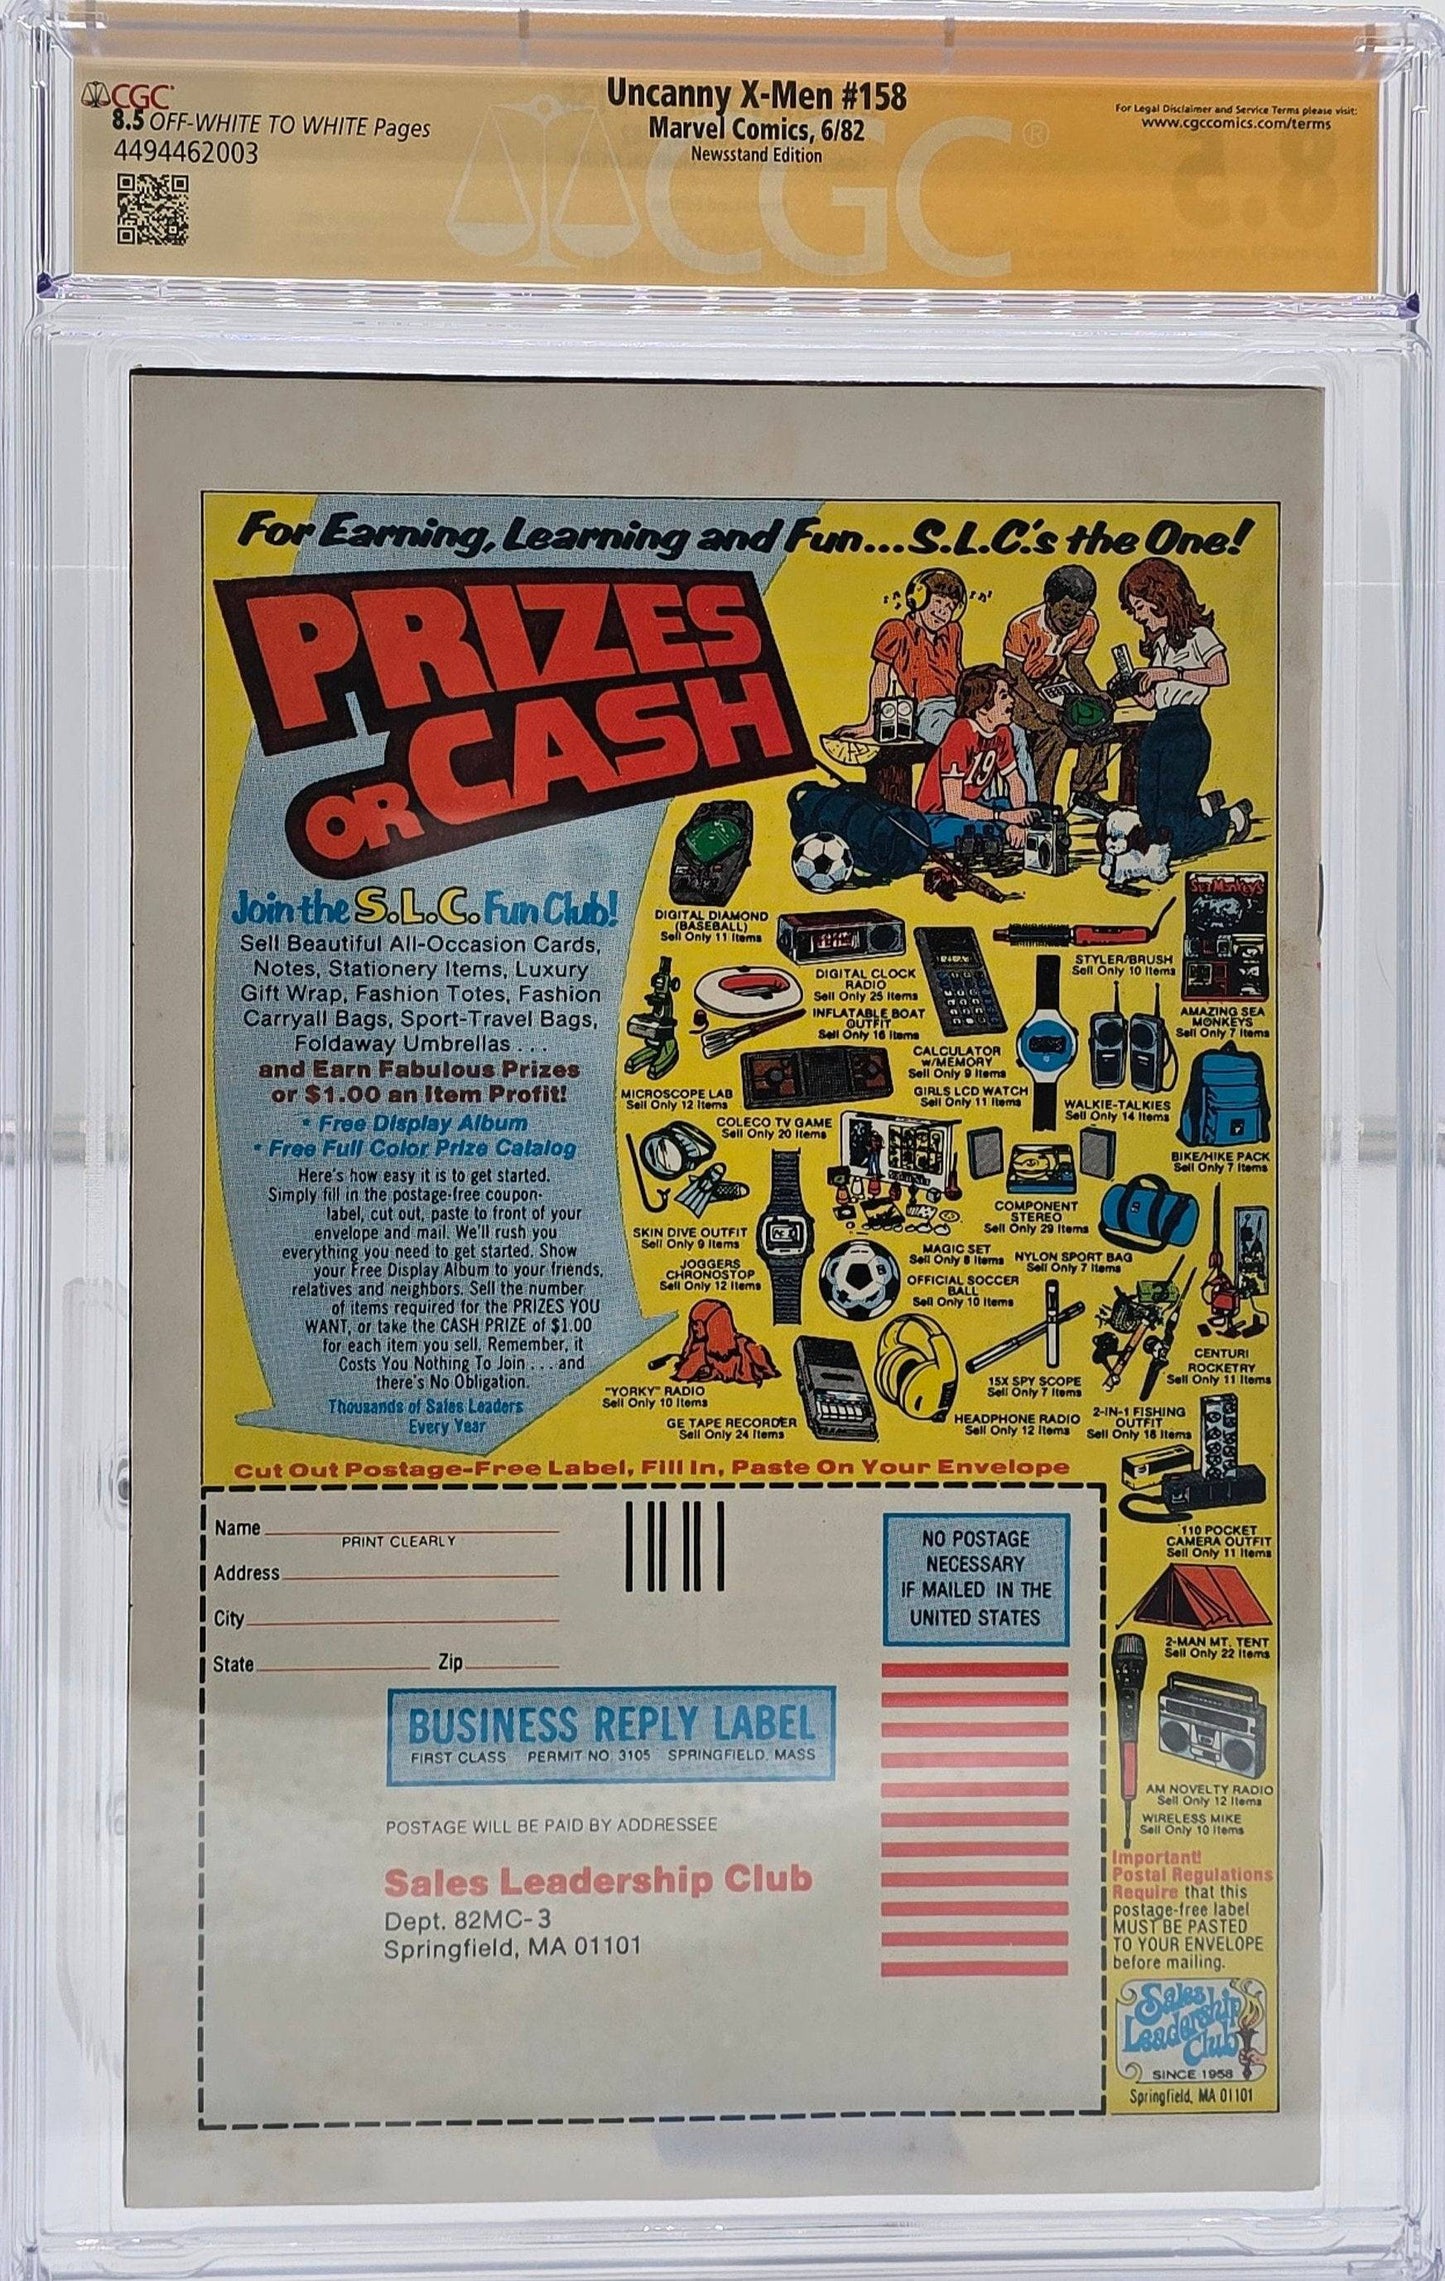 CGC
8.5 OFF-WHITE TO WHITE Pages
4494462003
Uncanny X-Men #158
Marvel Comics, 6/82
Newsstand Edition
For Legal Disclaimer and Service Terms please visit:
www.cgccomics.com/terms
CGC®
For Earning, Learning and Fun...S.L.C.'s the One!
PRIZES
OR CASH
19
Join the S.L.C. Fun Club!
Sell Beautiful All-Occasion Cards,
Notes, Stationery Items, Luxury
Gift Wrap, Fashion Totes, Fashion
Carryall Bags, Sport-Travel Bags,
Foldaway Umbrellas . . .
and Earn Fabulous Prizes
or $1.00 an Item Profit!
* Free Display Album
* Free Full Color Prize Catalog
Here's how easy it is to get started.
Simply fill in the postage-free coupon-
label, cut out, paste to front of your
envelope and mail. We'll rush you
everything you need to get started. Show
your Free Display Album to your friends,
relatives and neighbors. Sell the number
of items required for the PRIZES YOU
WANT, or take the CASH PRIZE of $1.00
for each item you sell. Remember, it
Costs You Nothing To Join . . . and
there's No Obligation.
Thousands of Sales Leaders
Every Year
DIGITAL DIAMOND
(BASEBALL)
Sell Only 11 Items
DIGITAL CLOCK
RADIO
Sell Only 25 Items
STYLER/BRUSH
Sell Only 10 Items
Sea Monkeys
AMAZING SEA
MONKEYS
Sell Only 7 Items
INFLATABLE BOAT
OUTFIT
Sell Only 16 Items
MICROSCOPE LAB
Sell Only 12 Items
CALCULATOR
w/MEMORY
Sell Only 9 Items
GIRLS LCD WATCH
Sell Only 11 Items
WALKIE-TALKIES
Sell Only 14 Items
COLECO TV GAME
Sell Only 20 Items
BIKE/HIKE PACK
Sell Only 7 Items
SKIN DIVE OUTFIT
Sell Only 9 Items
COMPONENT
STEREO
Sell Only 29 Items
MAGIC SET
Sell Only 8 Items
NYLON SPORT BAG
Sell Only 7 Items
JOGGERS
CHRONOSTOP
Sell Only 12 Items
OFFICIAL SOCCER
BALL
Sell Only 10 Items
CENTURI
ROCKETRY
Sell Only 11 Items
"YORKY" RADIO
Sell Only 10 Items
15X SPY SCOPE
Sell Only 7 Items
GE TAPE RECORDER
Sell Only 24 Items
HEADPHONE RADIO
Sell Only 12 Items
2-IN-1 FISHING
OUTFIT
Sell Only 18 Items
Cut Out Postage-Free Label, Fill In, Paste On Your Envelope
Name
PRINT CLEARLY
Address
City
State Zip
NO POSTAGE
NECESSARY
IF MAILED IN THE
UNITED STATES
BUSINESS REPLY LABEL
FIRST CLASS PERMIT NO. 3105 SPRINGFIELD, MASS
POSTAGE WILL BE PAID BY ADDRESSEE
Sales Leadership Club
Dept. 82MC-3
Springfield, MA 01101
110 POCKET
CAMERA OUTFIT
Sell Only 11 Items
2-MAN MT. TENT
Sell Only 22 Items
AM NOVELTY RADIO
Sell Only 12 Items
WIRELESS MIKE
Sell Only 10 Items
Important!
Postal Regulations
Require that this
postage-free label
MUST BE PASTED
TO YOUR ENVELOPE
before mailing.
Sales
Leadership
Club
SINCE 1958
Springfield, MA 01101